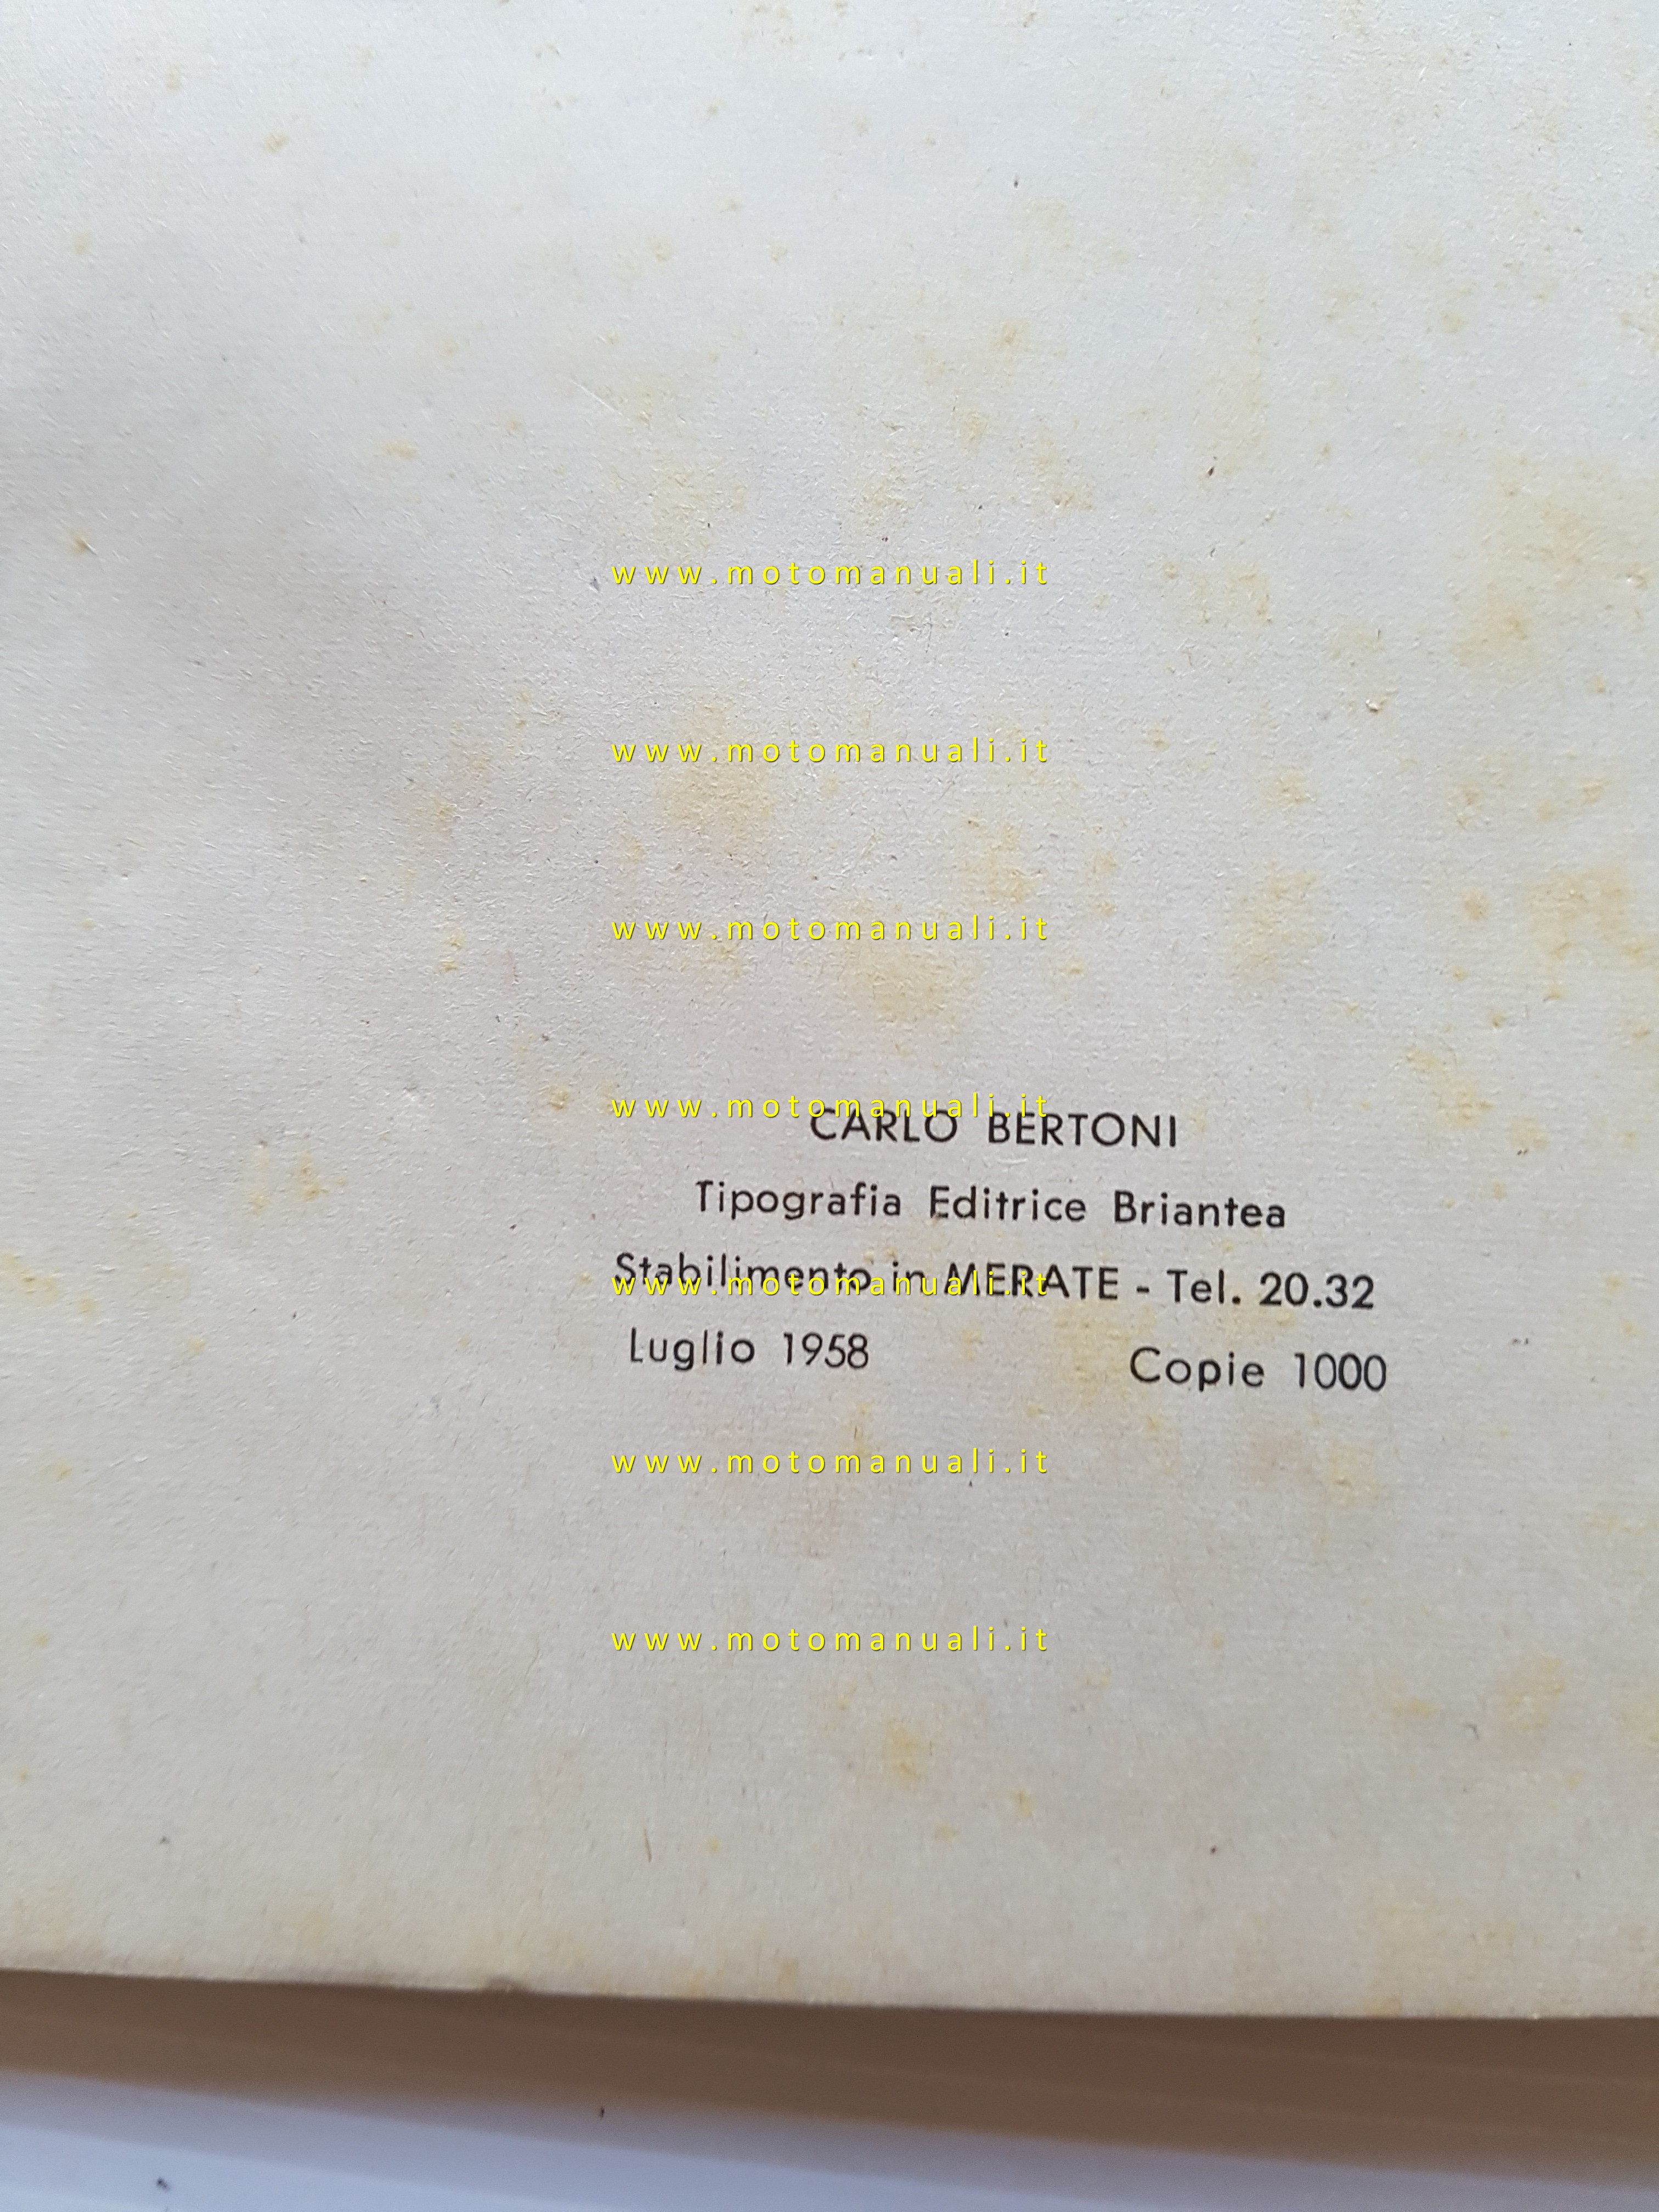 www.motomanuali.it
www.motomanuali.it
www.motomanuali.it
www.motomanuali.it
CARLO BERTONI
Tipografia Editrice Briantea
Stabilimento in MERATE - Tel. 20.32
www.motomanuali.it
Luglio 1958 Copie 1000
www.motomanuali.it
www.motomanuali.it